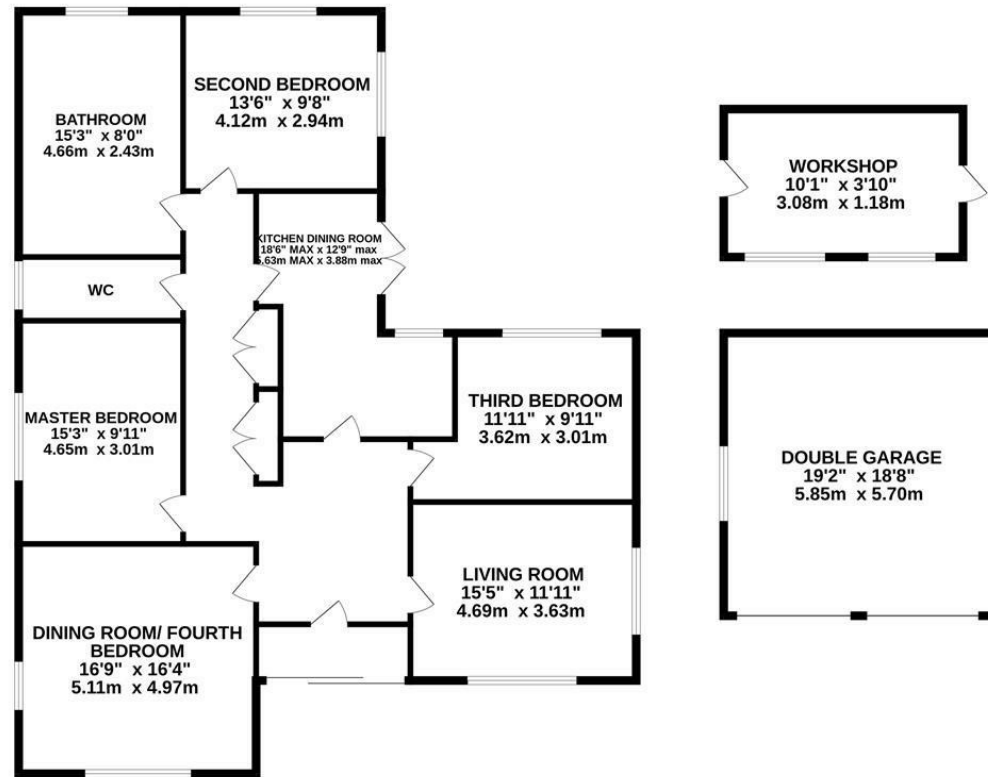 BATHROOM
15'3" x 8'0"
4.66m x 2.43m
SECOND BEDROOM
13'6" x 9'8"
4.12m x 2.94m
KITCHEN DINING ROOM
18'6" MAX x 12'9" max
5.63m MAX x 3.88m max
WC
MASTER BEDROOM
15'3" x 9'11"
4.65m x 3.01m
THIRD BEDROOM
11'11" x 9'11"
3.62m x 3.01m
LIVING ROOM
15'5" x 11'11"
4.69m x 3.63m
DINING ROOM/ FOURTH
BEDROOM
16'9" x 16'4"
5.11m x 4.97m
WORKSHOP
10'1" x 3'10"
3.08m x 1.18m
DOUBLE GARAGE
19'2" x 18'8"
5.85m x 5.70m